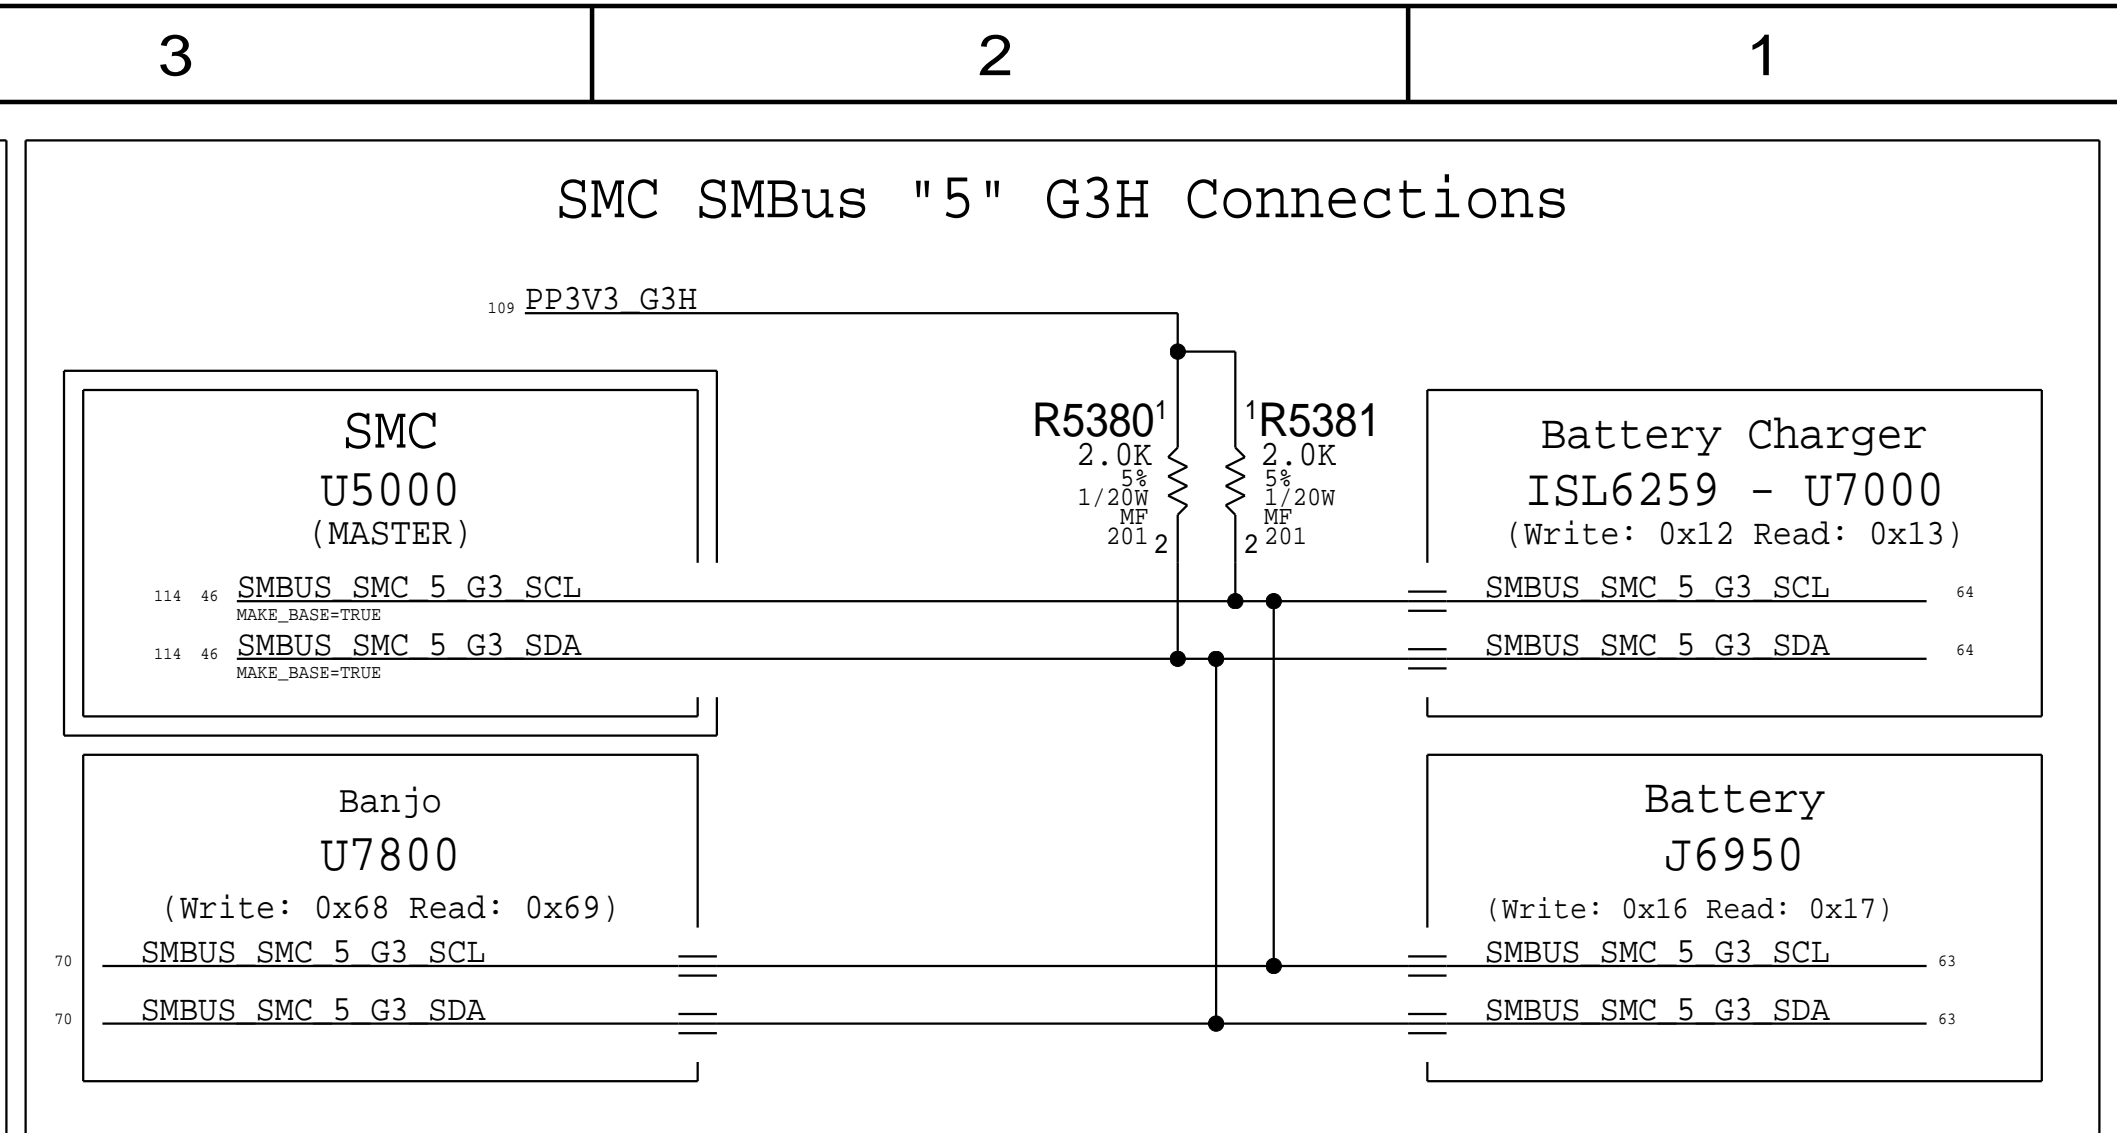 3 2 1
SMC SMBus "5" G3H Connections
109 PP3V3_G3H
SMC
U5000
(MASTER)
114 46 SMBUS_SMC_5_G3_SCL
MAKE_BASE=TRUE
114 46 SMBUS_SMC_5_G3_SDA
MAKE_BASE=TRUE
R5380 1
2.0K
5%
1/20W
MF
201 2
1 R5381
2.0K
5%
1/20W
MF
2 201
Battery Charger
ISL6259 - U7000
(Write: 0x12 Read: 0x13)
SMBUS_SMC_5_G3_SCL 64
SMBUS_SMC_5_G3_SDA 64
Banjo
U7800
(Write: 0x68 Read: 0x69)
70 SMBUS_SMC_5_G3_SCL
70 SMBUS_SMC_5_G3_SDA
Battery
J6950
(Write: 0x16 Read: 0x17)
SMBUS_SMC_5_G3_SCL 63
SMBUS_SMC_5_G3_SDA 63